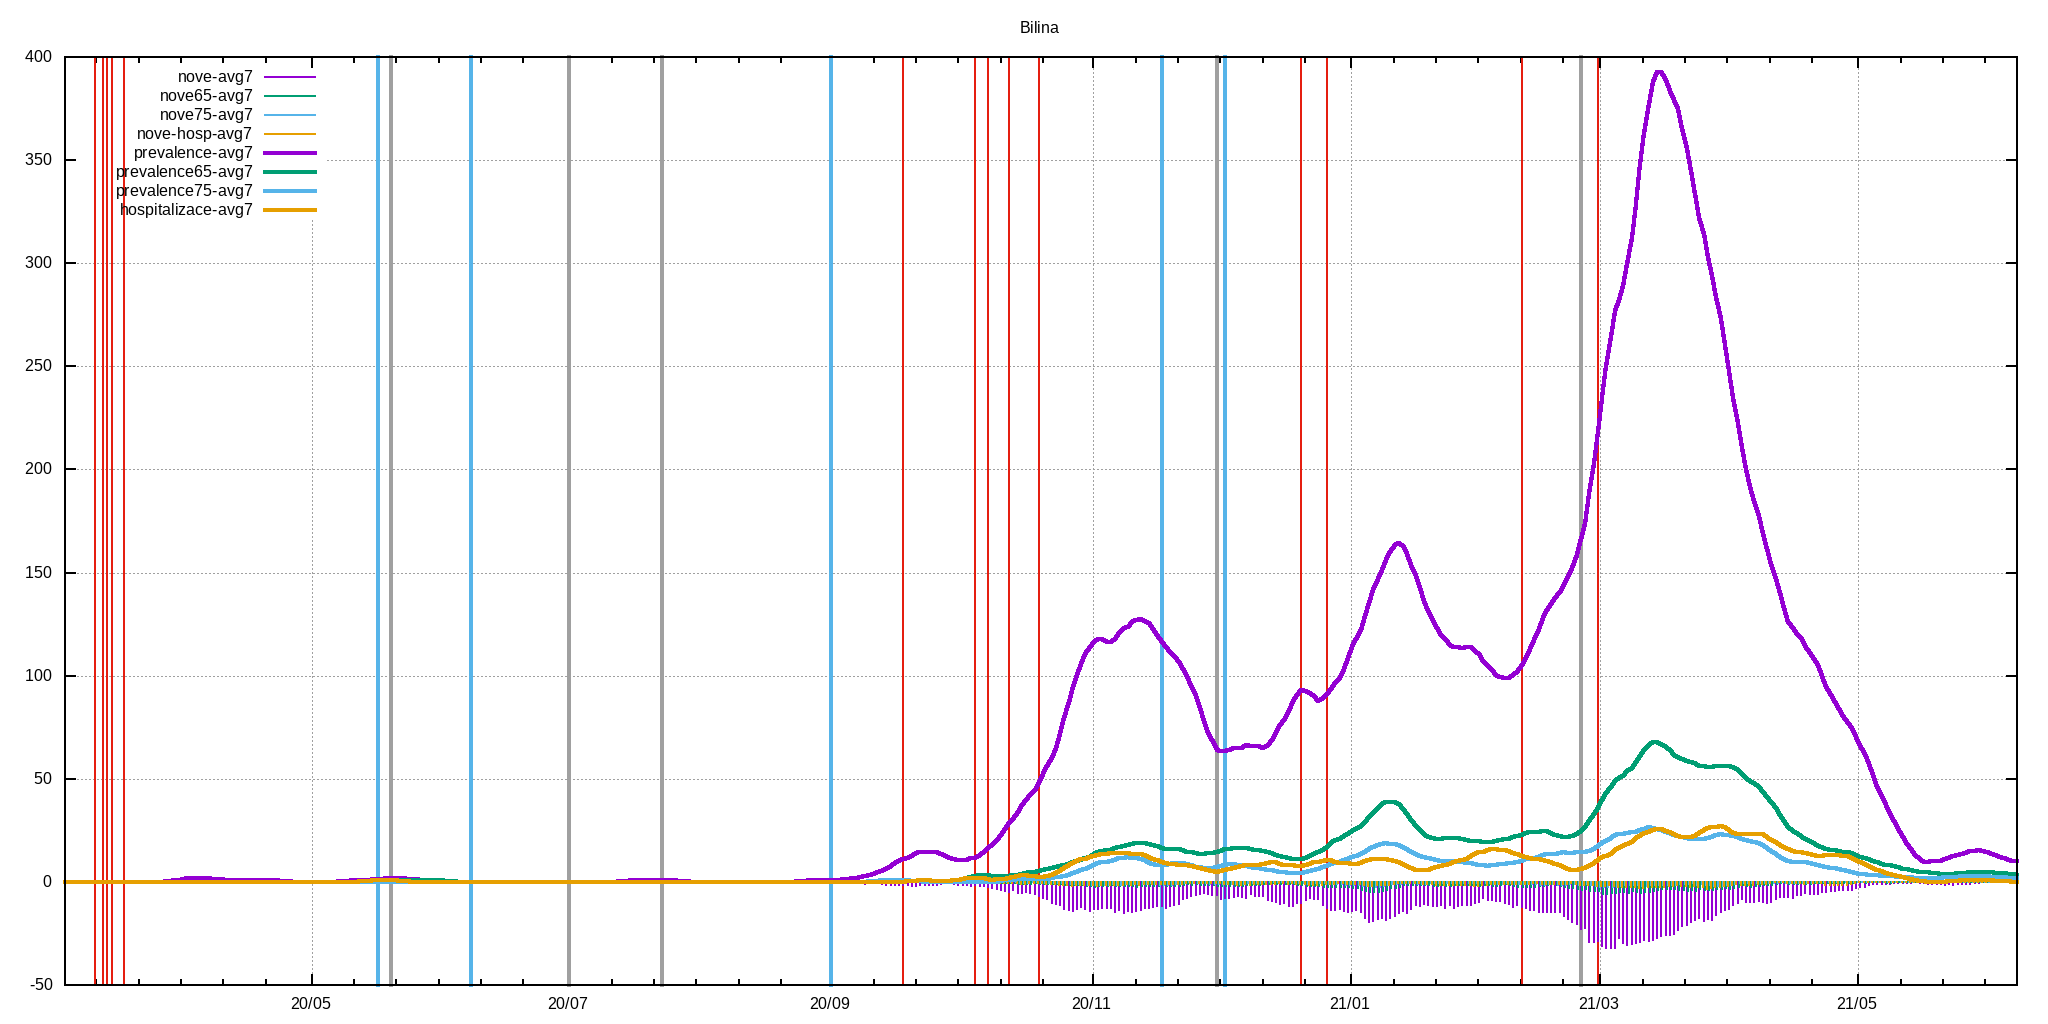 Bilina
400
350
300
250
200
150
100
50
0
-50
nove-avg7
nove65-avg7
nove75-avg7
nove-hosp-avg7
prevalence-avg7
prevalence65-avg7
prevalence75-avg7
hospitalizace-avg7
20/05
20/07
20/09
20/11
21/01
21/03
21/05